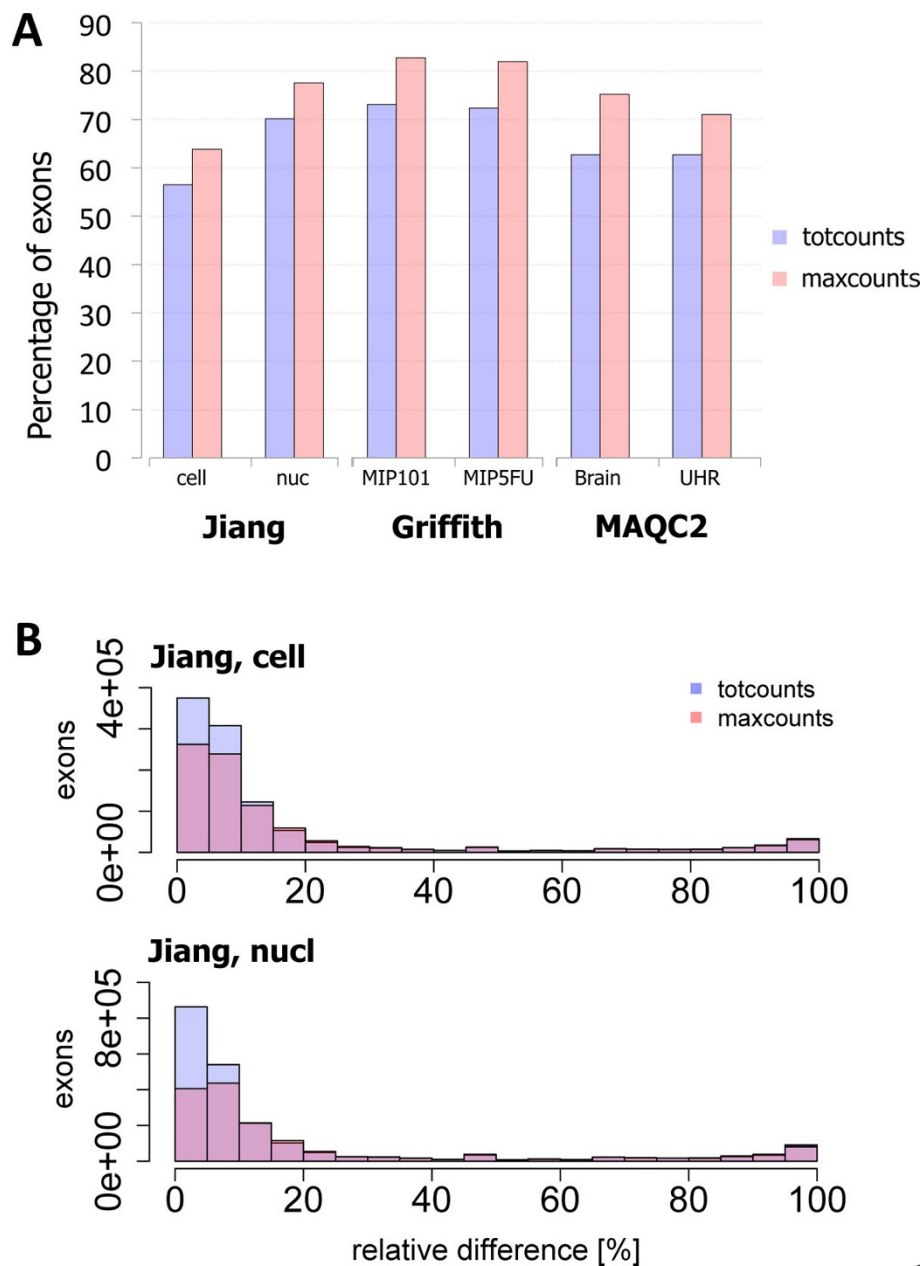 A
90
80
70
60
50
40
30
20
10
0
Percentage of exons
totcounts
maxcounts
cell nuc MIP101 MIP5FU Brain UHR
Jiang Griffith MAQC2
B
Jiang, cell
totcounts
maxcounts
4e+05
0e+00
exons
0 20 40 60 80 100
Jiang, nucl
8e+05
0e+00
exons
0 20 40 60 80 100
relative difference [%]